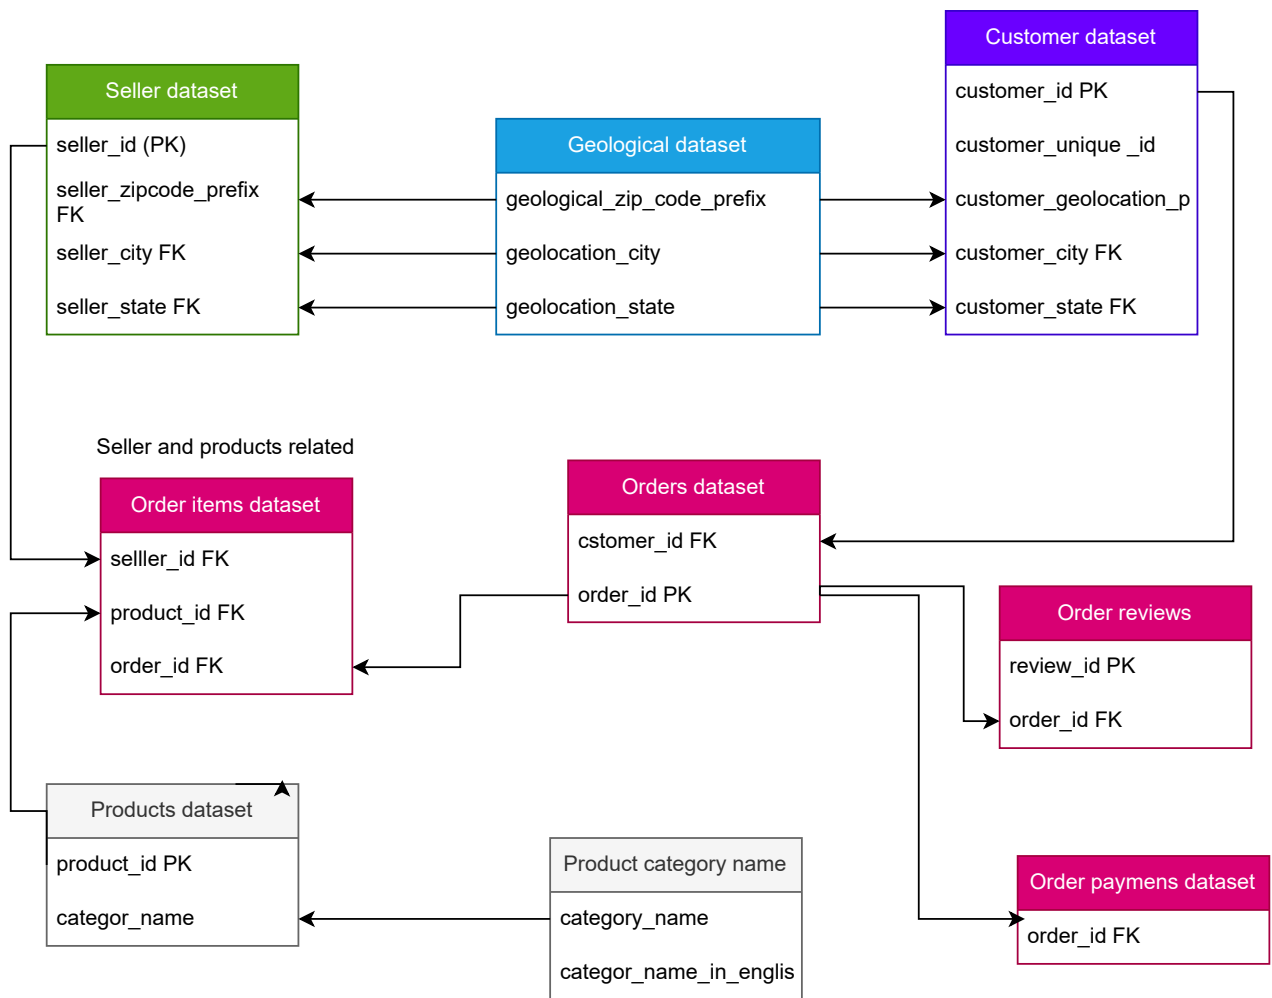 Customer dataset
customer_id PK
customer_unique _id
customer_geolocation_p
customer_city FK
customer_state FK
Seller dataset
seller_id (PK)
seller_zipcode_prefix
FK
seller_city FK
seller_state FK
Geological dataset
geological_zip_code_prefix
geolocation_city
geolocation_state
Seller and products related
Order items dataset
selller_id FK
product_id FK
order_id FK
Orders dataset
cstomer_id FK
order_id PK
Order reviews
review_id PK
order_id FK
Products dataset
product_id PK
categor_name
Product category name
category_name
categor_name_in_englis
Order paymens dataset
order_id FK